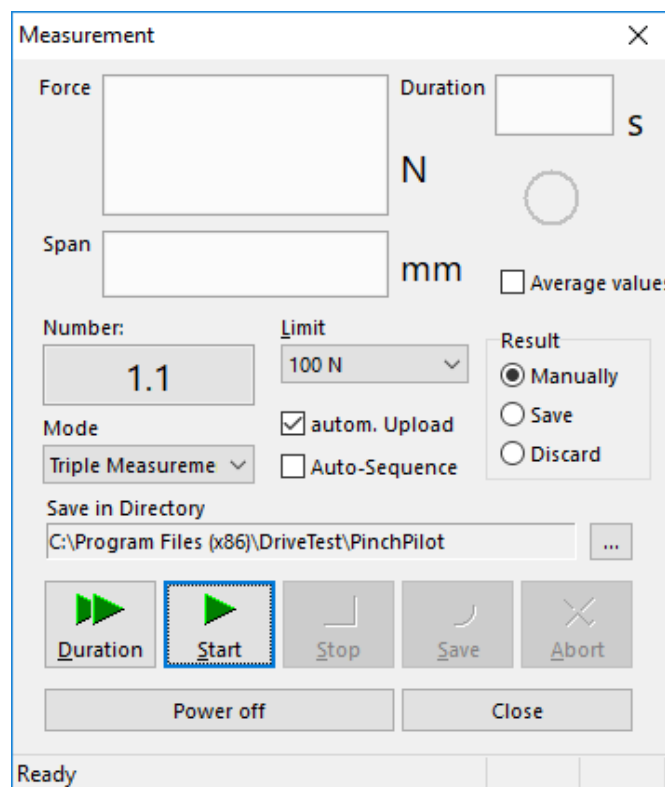 Measurement
Force
Duration
s
N
Span
mm
Average values
Number:
Limit
Result
1.1
100 N
Manually
Mode
autom. Upload
Save
Triple Measureme
Auto-Sequence
Discard
Save in Directory
C:\Program Files (x86)\DriveTest\PinchPilot
...
Duration
Start
Stop
Save
Abort
Power off
Close
Ready